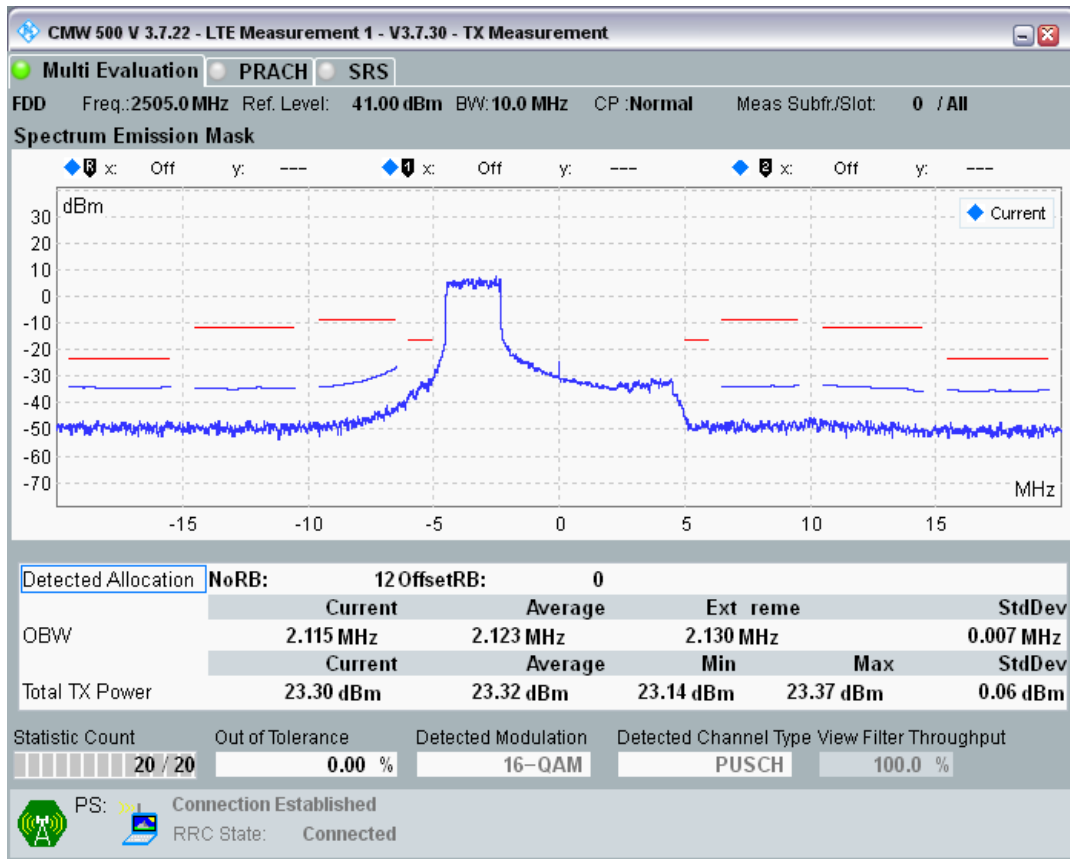 CMW 500 V 3.7.22 - LTE Measurement 1 - V3.7.30 - TX Measurement
Multi Evaluation PRACH SRS
FDD Freq.:2505.0 MHz Ref. Level: 41.00 dBm BW:10.0 MHz CP :Normal Meas Subfr./Slot: 0 / All
Spectrum Emission Mask
R x: Off y: --- 1 x: Off y: --- 2 x: Off y: ---
dBm
Current
30
20
10
0
-10
-20
-30
-40
-50
-60
-70
MHz
-15 -10 -5 0 5 10 15
Detected Allocation NoRB: 12 OffsetRB: 0
Current Average Ext reme StdDev
OBW 2.115 MHz 2.123 MHz 2.130 MHz 0.007 MHz
Current Average Min Max StdDev
Total TX Power 23.30 dBm 23.32 dBm 23.14 dBm 23.37 dBm 0.06 dBm
Statistic Count Out of Tolerance Detected Modulation Detected Channel Type View Filter Throughput
20 / 20 0.00 % 16-QAM PUSCH 100.0 %
PS: Connection Established
RRC State: Connected